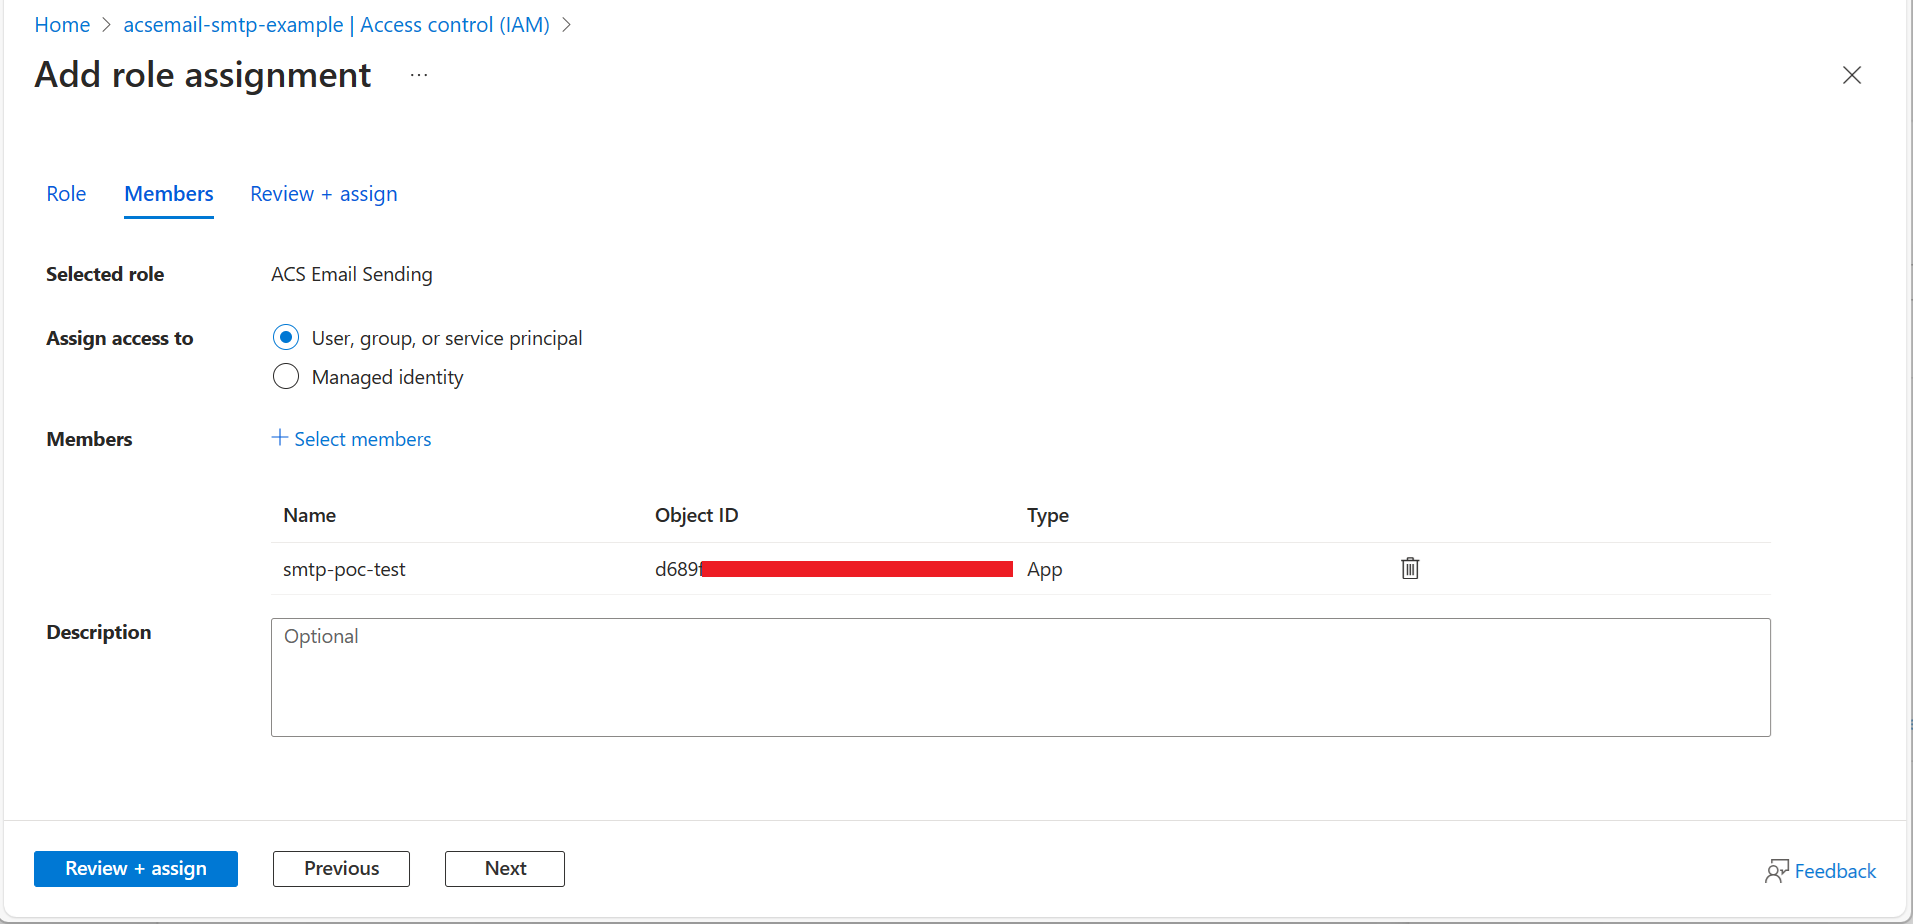 Home > acsemail-smtp-example | Access control (IAM) >
Add role assignment ...
Role Members Review + assign
Selected role ACS Email Sending
Assign access to User, group, or service principal
Managed identity
Members + Select members
Name Object ID Type
smtp-poc-test d689 App
Description Optional
Review + assign Previous Next Feedback